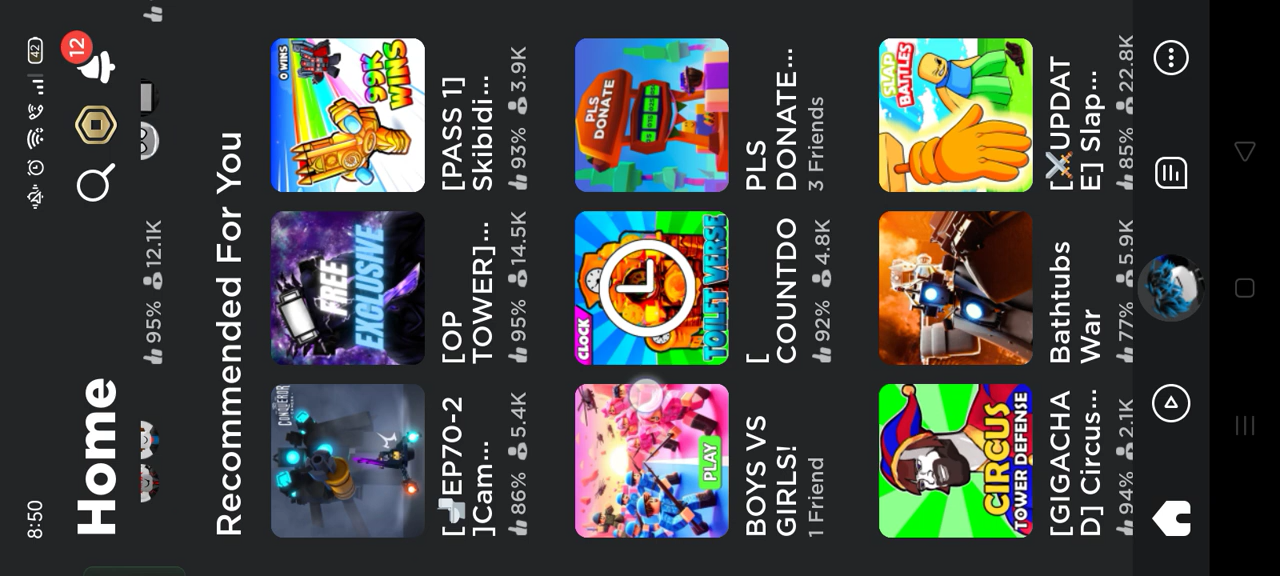 8:50
42
Home
12
95% 12.1K
Recommended For You
CONQUEROR
FREE
EXCLUSIVE
0 WINS
99K
WINS
[EP70-2
]Cam...
86% 5.4K
[OP
TOWER]...
95% 14.5K
[PASS 1]
Skibidi...
93% 3.9K
PLAY
CLOCK
TOILET VERSE
PLS
DONATE
BOYS VS
GIRLS!
1 Friend
[
COUNTDO
92% 4.8K
PLS
DONATE...
3 Friends
CIRCUS
TOWER DEFENSE
SLAP
BATTLES
[GIGACHA
D] Circus...
94% 2.1K
Bathtubs
War
77% 5.9K
[⚔️UPDAT
E] Slap...
85% 22.8K